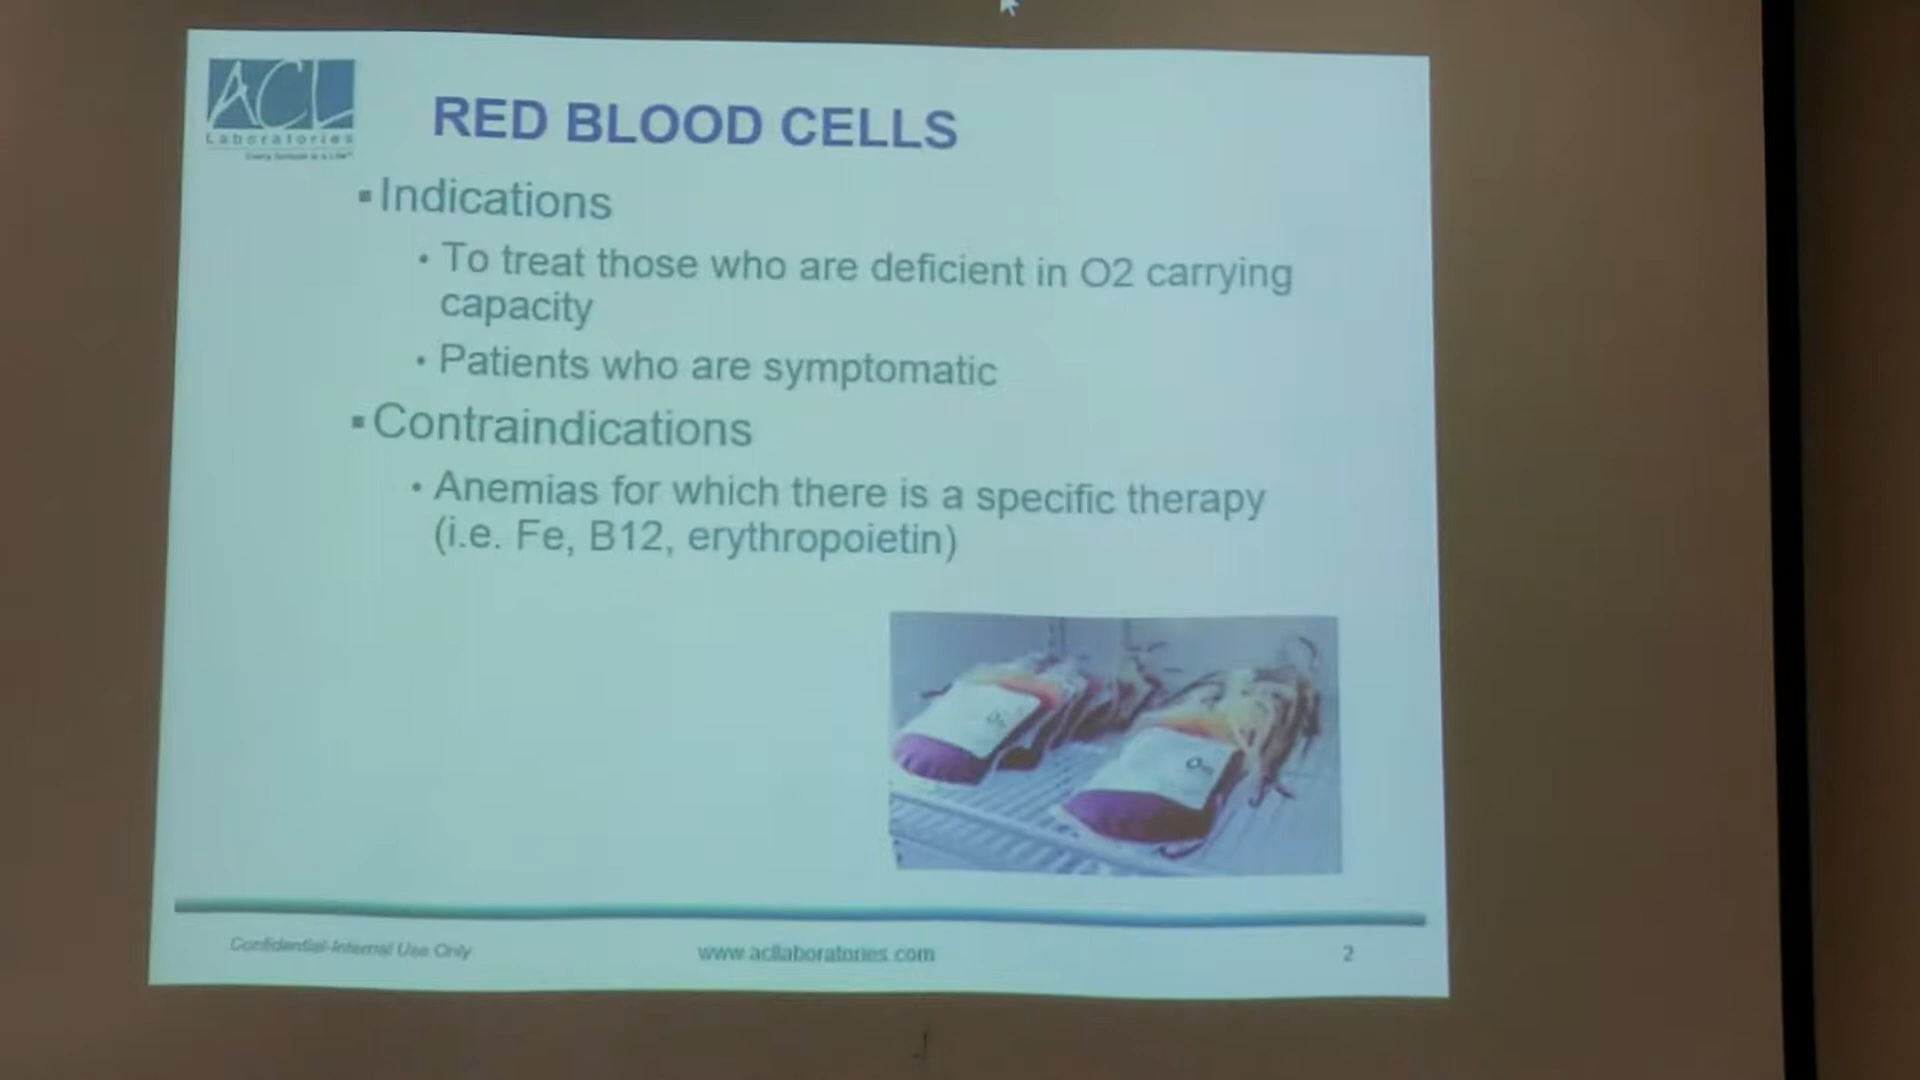 ACL
Laboratories
RED BLOOD CELLS
▪Indications
• To treat those who are deficient in O2 carrying
capacity
• Patients who are symptomatic
▪Contraindications
• Anemias for which there is a specific therapy
(i.e. Fe, B12, erythropoietin)
Confidential-Internal Use Only
www.acllaboratories.com
2